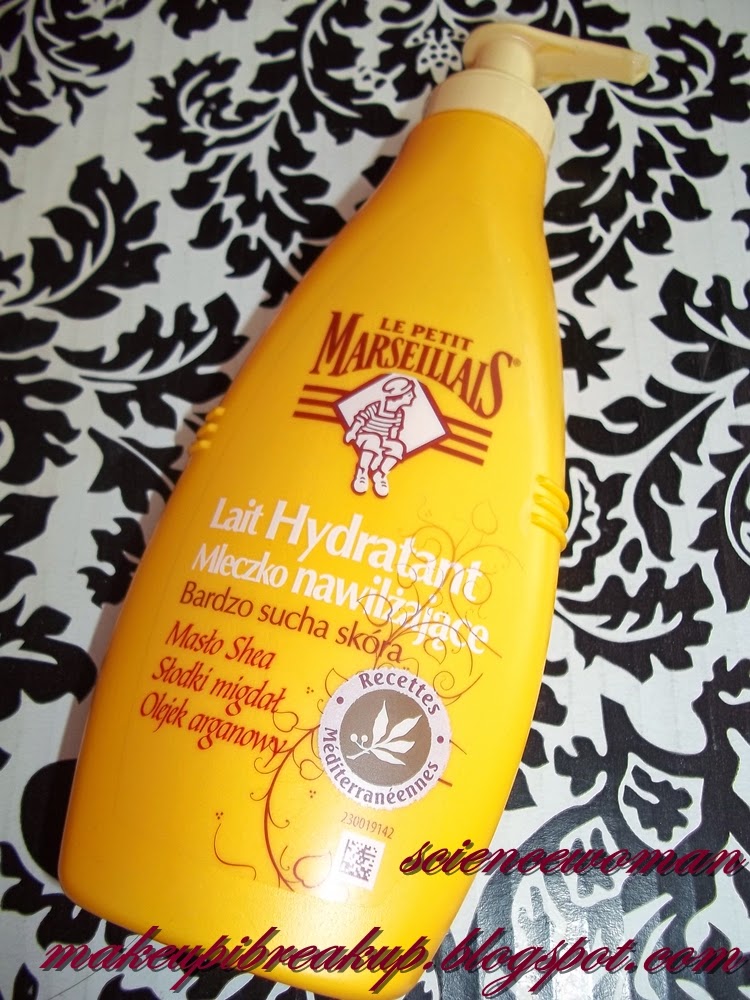 LE PETIT
MARSEILLAIS®
Lait Hydratant
Mleczko nawilżające
Bardzo sucha skóra
Masło Shea
Słodki migdał
Olejek arganowy
• Recettes •
Méditerranéennes
230019142
sciencewoman
makeupibreakup.blogspot.com